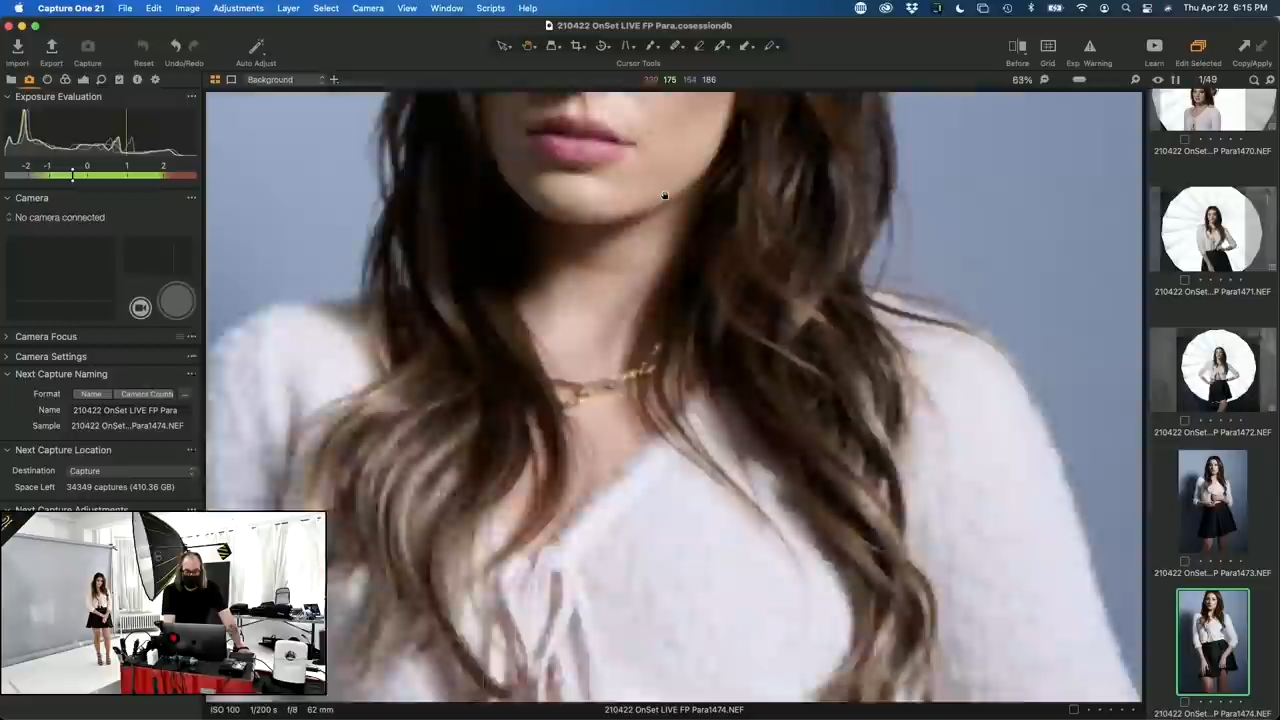 Capture One 21 File Edit Image Adjustments Layer Select Camera View Window Scripts Help Thu Apr 22 6:15 PM
210422 OnSet LIVE FP Para.cosessiondb
Import Export Capture Reset Undo/Redo Auto Adjust Cursor Tools Before Grid Exp. Warning Learn Edit Selected Copy/Apply
Background 175 154 186 63% 1/49
Exposure Evaluation
-2 -1 0 1 2
Camera
No camera connected
Camera Focus
Camera Settings
Next Capture Naming
Format Name Camera Count
Name 210422 OnSet LIVE FP Para
Sample 210422 OnSet...Para1474.NEF
Next Capture Location
Destination Capture
Space Left 34349 captures (410.36 GB)
Next Capture Adjustments
210422 OnSet...P Para1470.NEF
210422 OnSet...P Para1471.NEF
210422 OnSet...P Para1472.NEF
210422 OnSet...P Para1473.NEF
210422 OnSet...P Para1474.NEF
ISO 100 1/200 s f/8 62 mm 210422 OnSet LIVE FP Para1474.NEF